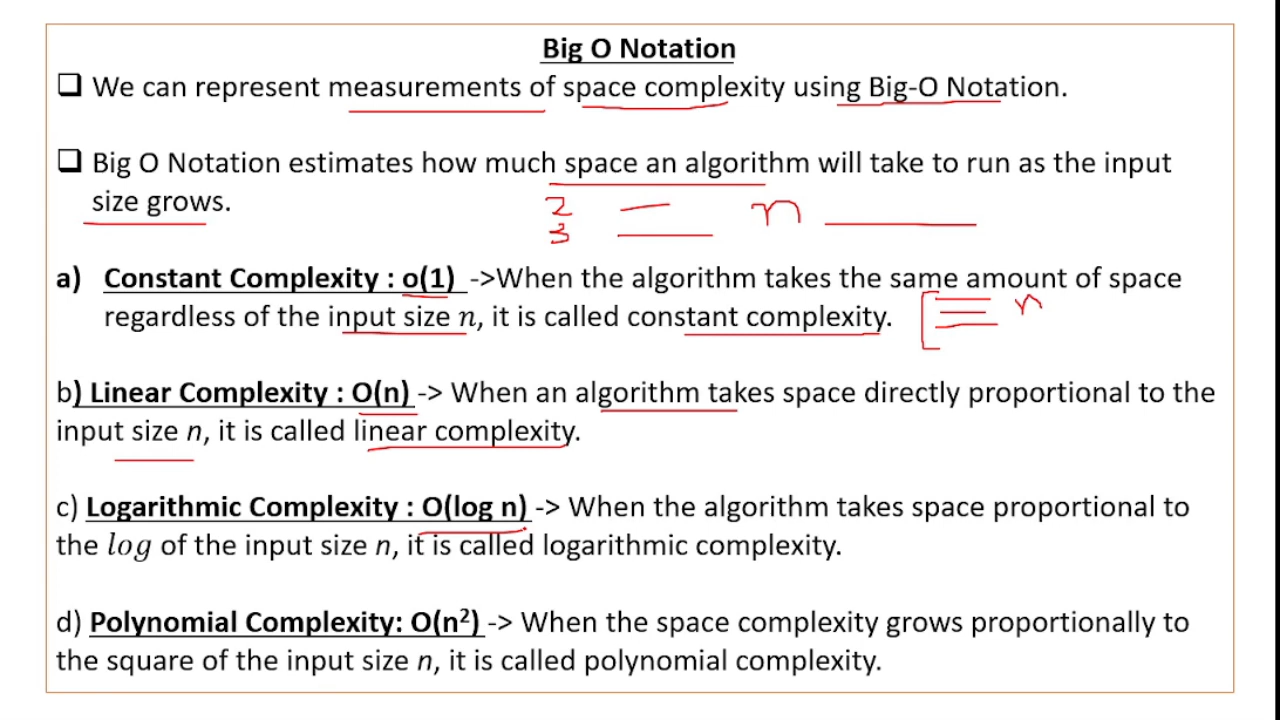 Big O Notation
❑ We can represent measurements of space complexity using Big-O Notation.
❑ Big O Notation estimates how much space an algorithm will take to run as the input
size grows.
2 n
3
a) Constant Complexity : o(1) ->When the algorithm takes the same amount of space
regardless of the input size n, it is called constant complexity. n
b) Linear Complexity : O(n) -> When an algorithm takes space directly proportional to the
input size n, it is called linear complexity.
c) Logarithmic Complexity : O(log n) -> When the algorithm takes space proportional to
the log of the input size n, it is called logarithmic complexity.
d) Polynomial Complexity: O(n²) -> When the space complexity grows proportionally to
the square of the input size n, it is called polynomial complexity.